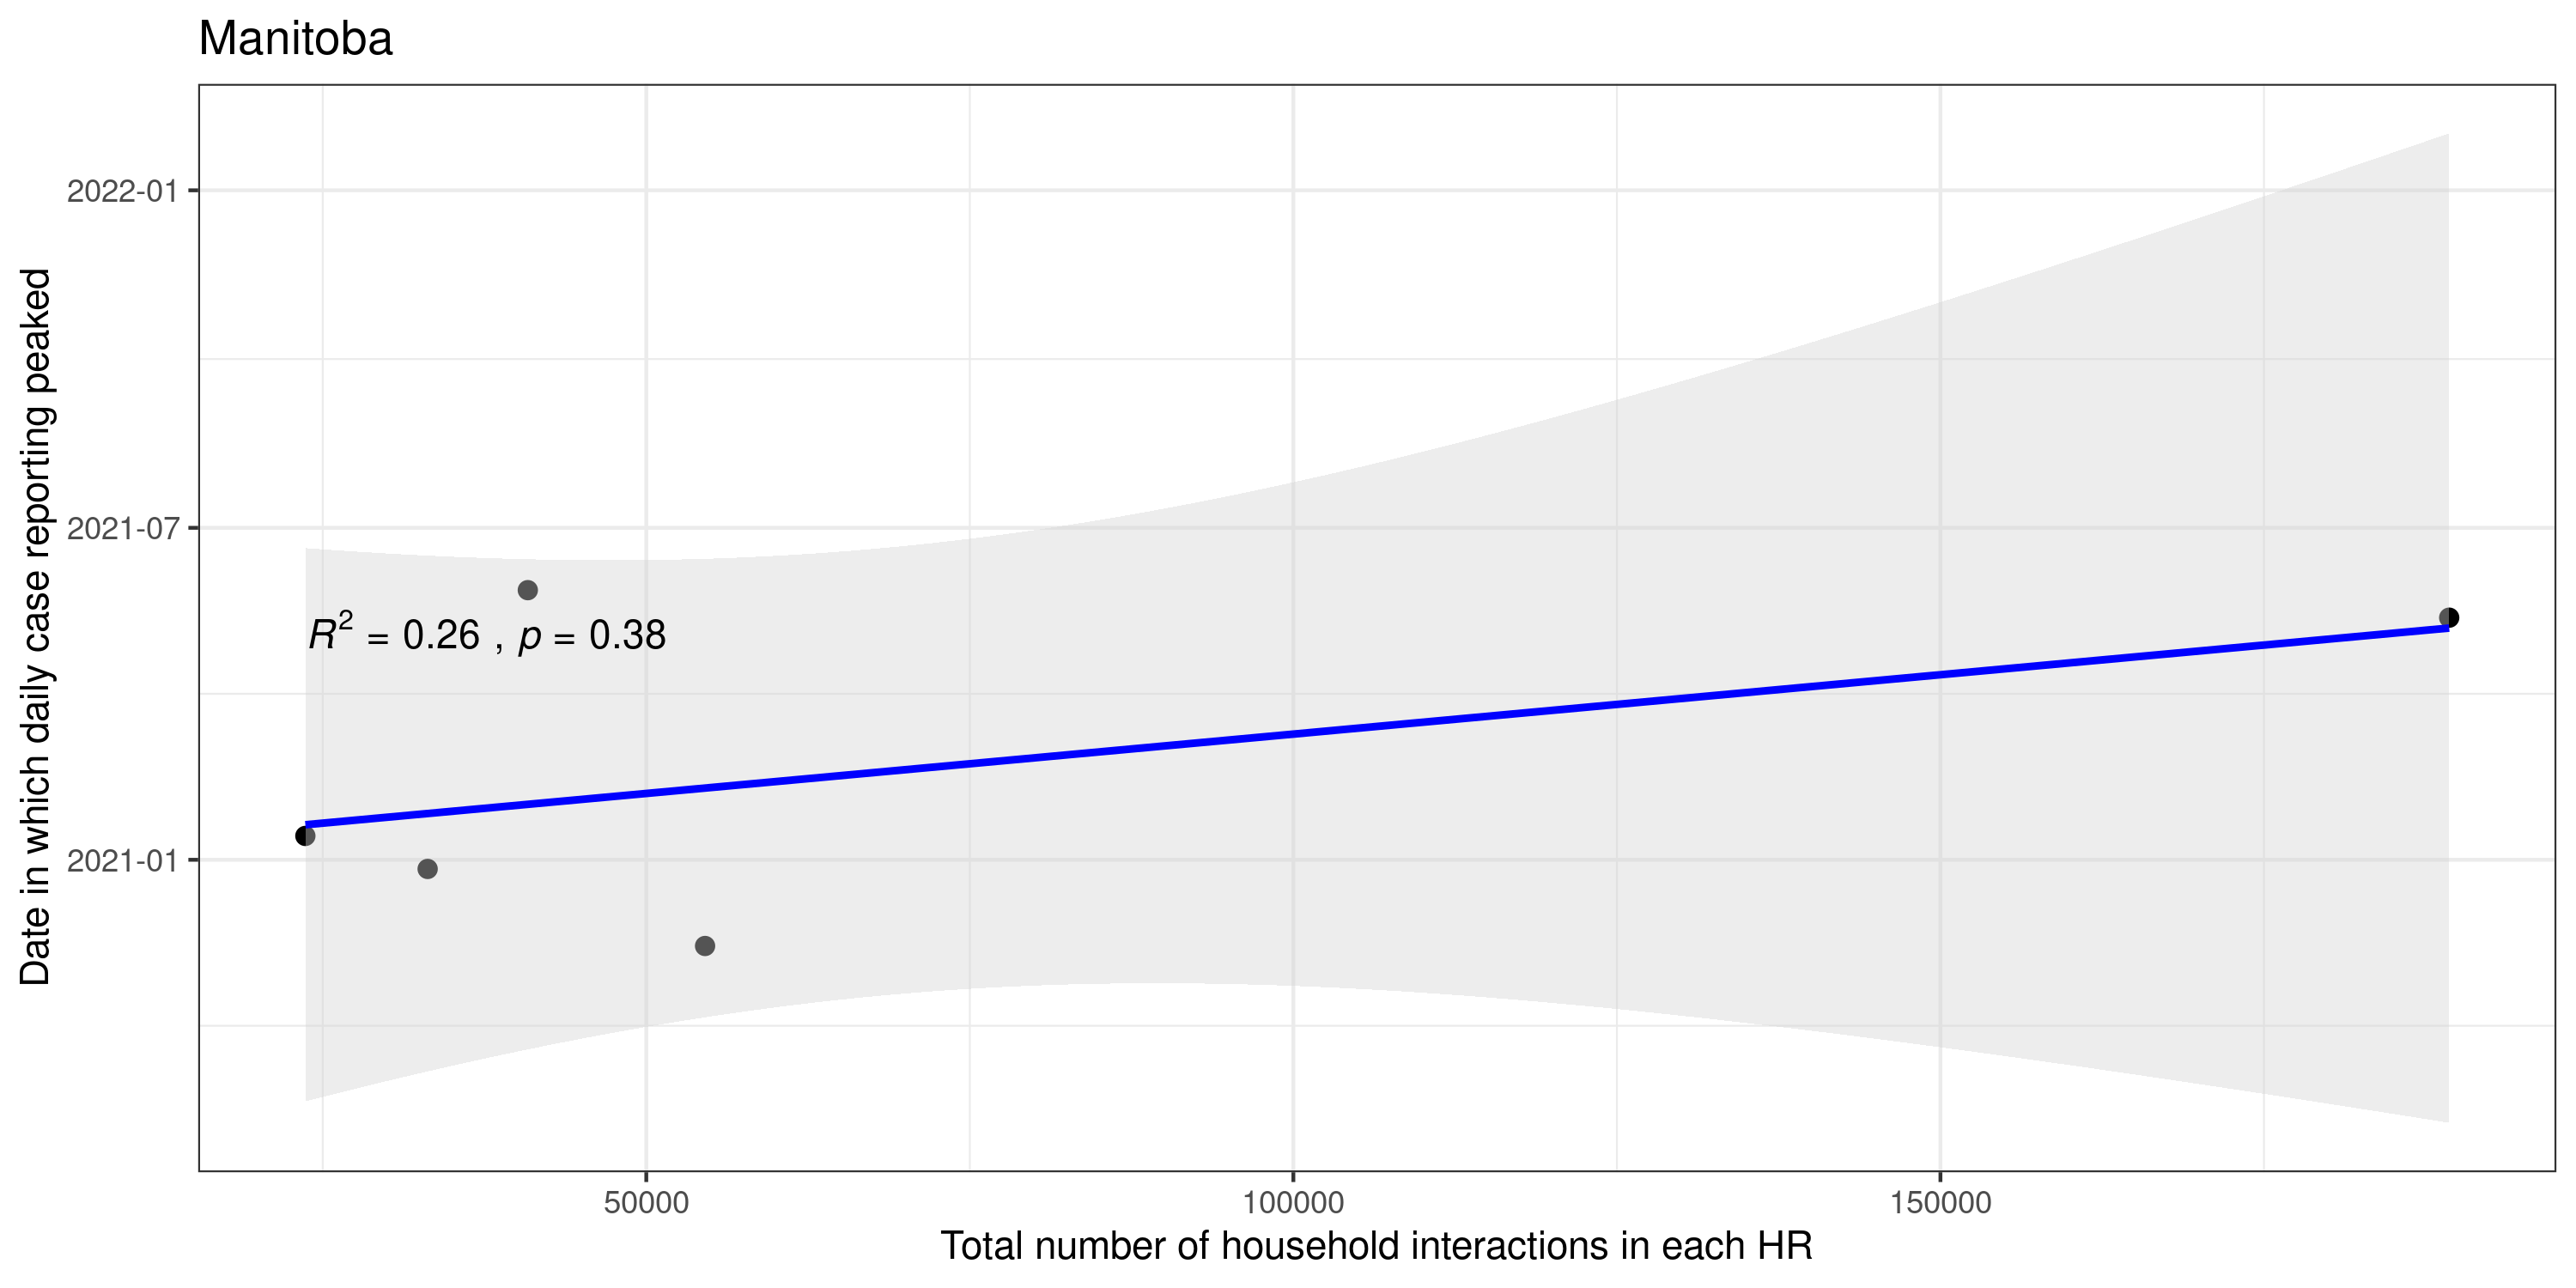 Manitoba
Date in which daily case reporting peaked
2022-01
2021-07
2021-01
R² = 0.26 , p = 0.38
50000
100000
150000
Total number of household interactions in each HR